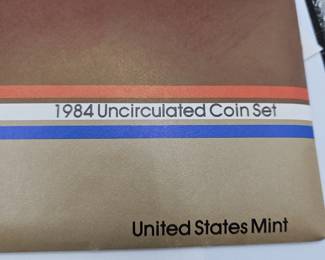 1984 Uncirculated Coin Set
United States Mint